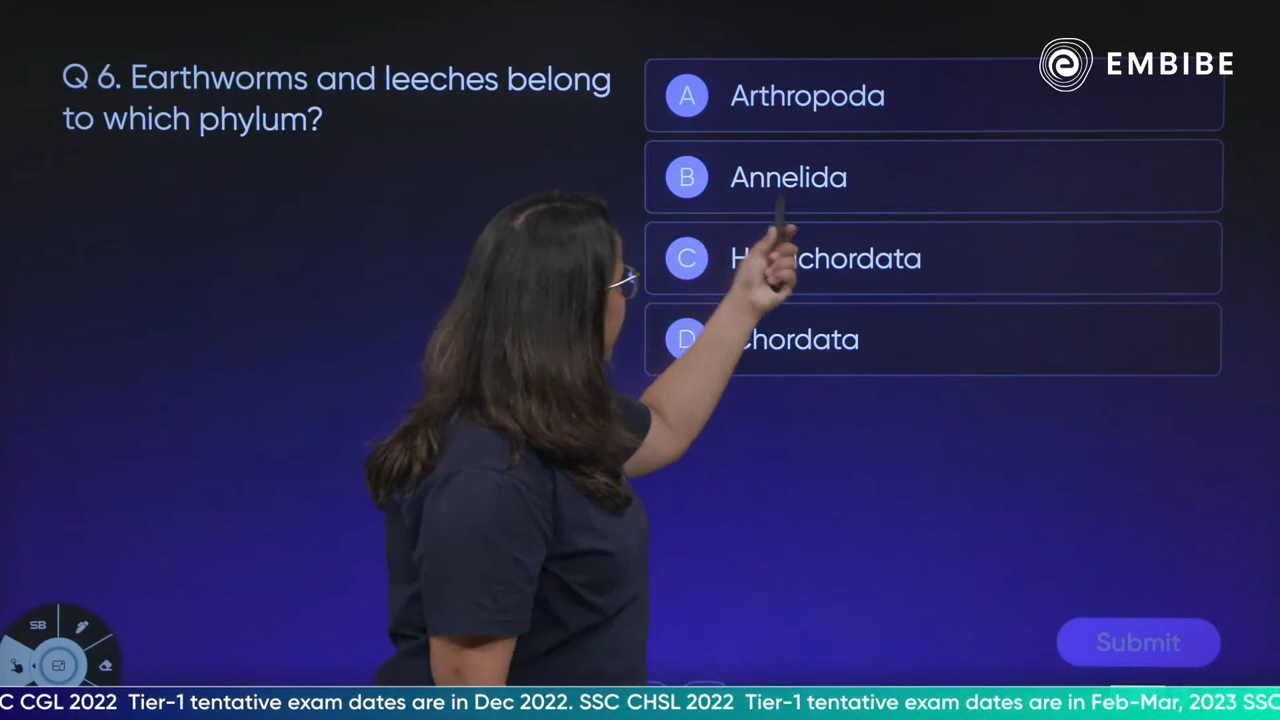 EMBIBE
Q 6. Earthworms and leeches belong
to which phylum?
A Arthropoda
B Annelida
C chordata
D hordata
Submit
SB
C CGL 2022 Tier-1 tentative exam dates are in Dec 2022. SSC CHSL 2022 Tier-1 tentative exam dates are in Feb-Mar, 2023 SSC